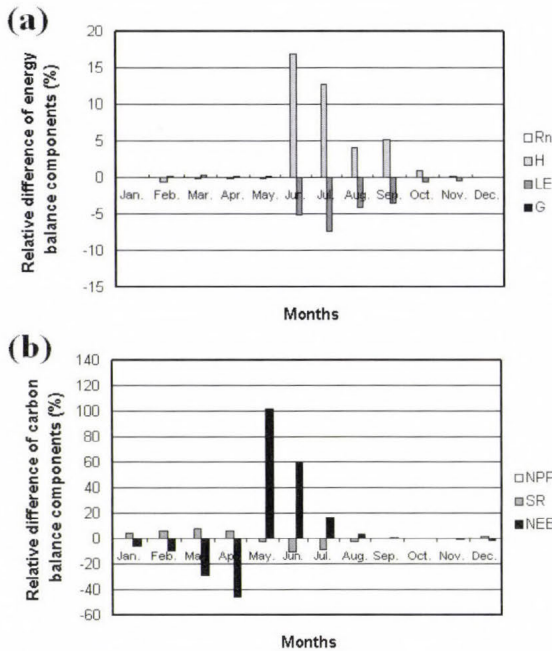 (a)
Relative difference of energy
balance components (%)
20
15
10
5
0
-5
-10
-15
Jan. Feb. Mar. Apr. May. Jun. Jul. Aug. Sep. Oct. Nov. Dec.
Months
Rn
H
LE
G
(b)
Relative difference of carbon
balance components (%)
140
120
100
80
60
40
20
0
-20
-40
-60
Jan. Feb. Mar. Apr. May. Jun. Jul. Aug. Sep. Oct. Nov. Dec.
Months
NPP
SR
NEE